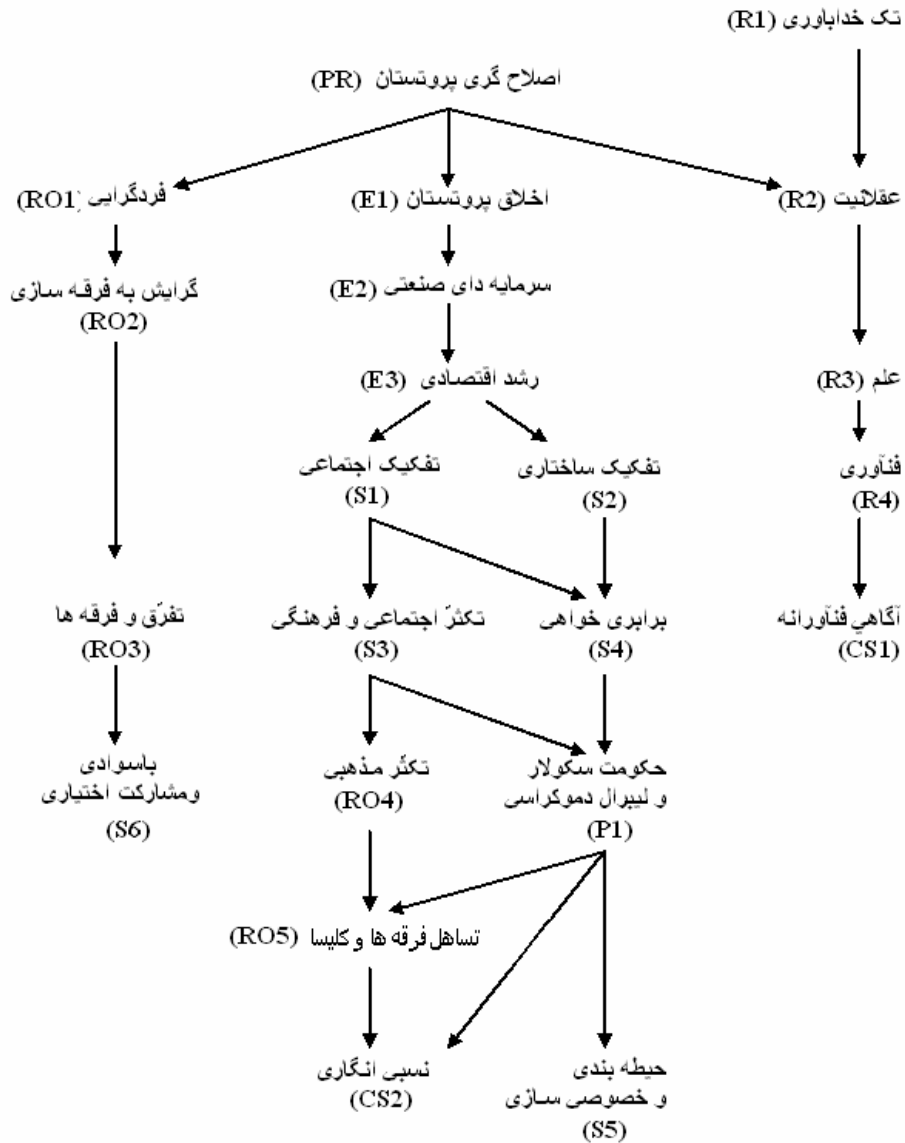 تک خداباوری (R1)
اصلاح گری پروتستان (PR)
عقلانیت (R2)
اخلاق پروتستان (E1)
فردگرایی (RO1)
سرمایه دای صنعتی (E2)
گرایش به فرقه سازی
(RO2)
علم (R3)
رشد اقتصادی (E3)
فنآوری
(R4)
تفکیک ساختاری
(S2)
تفکیک اجتماعی
(S1)
آگاهي فنآورانه
(CS1)
برابری خواهی
(S4)
تکثّر اجتماعی و فرهنگی
(S3)
تفرّق و فرقه ها
(RO3)
حکومت سکولار
و لیبرال دموکراسی
(P1)
تکثّر مذهبی
(RO4)
باسوادی
ومشارکت اختیاری
(S6)
تساهل فرقه ها و کلیسا (RO5)
حیطه بندی
و خصوصی سازی
(S5)
نسبی انگاری
(CS2)